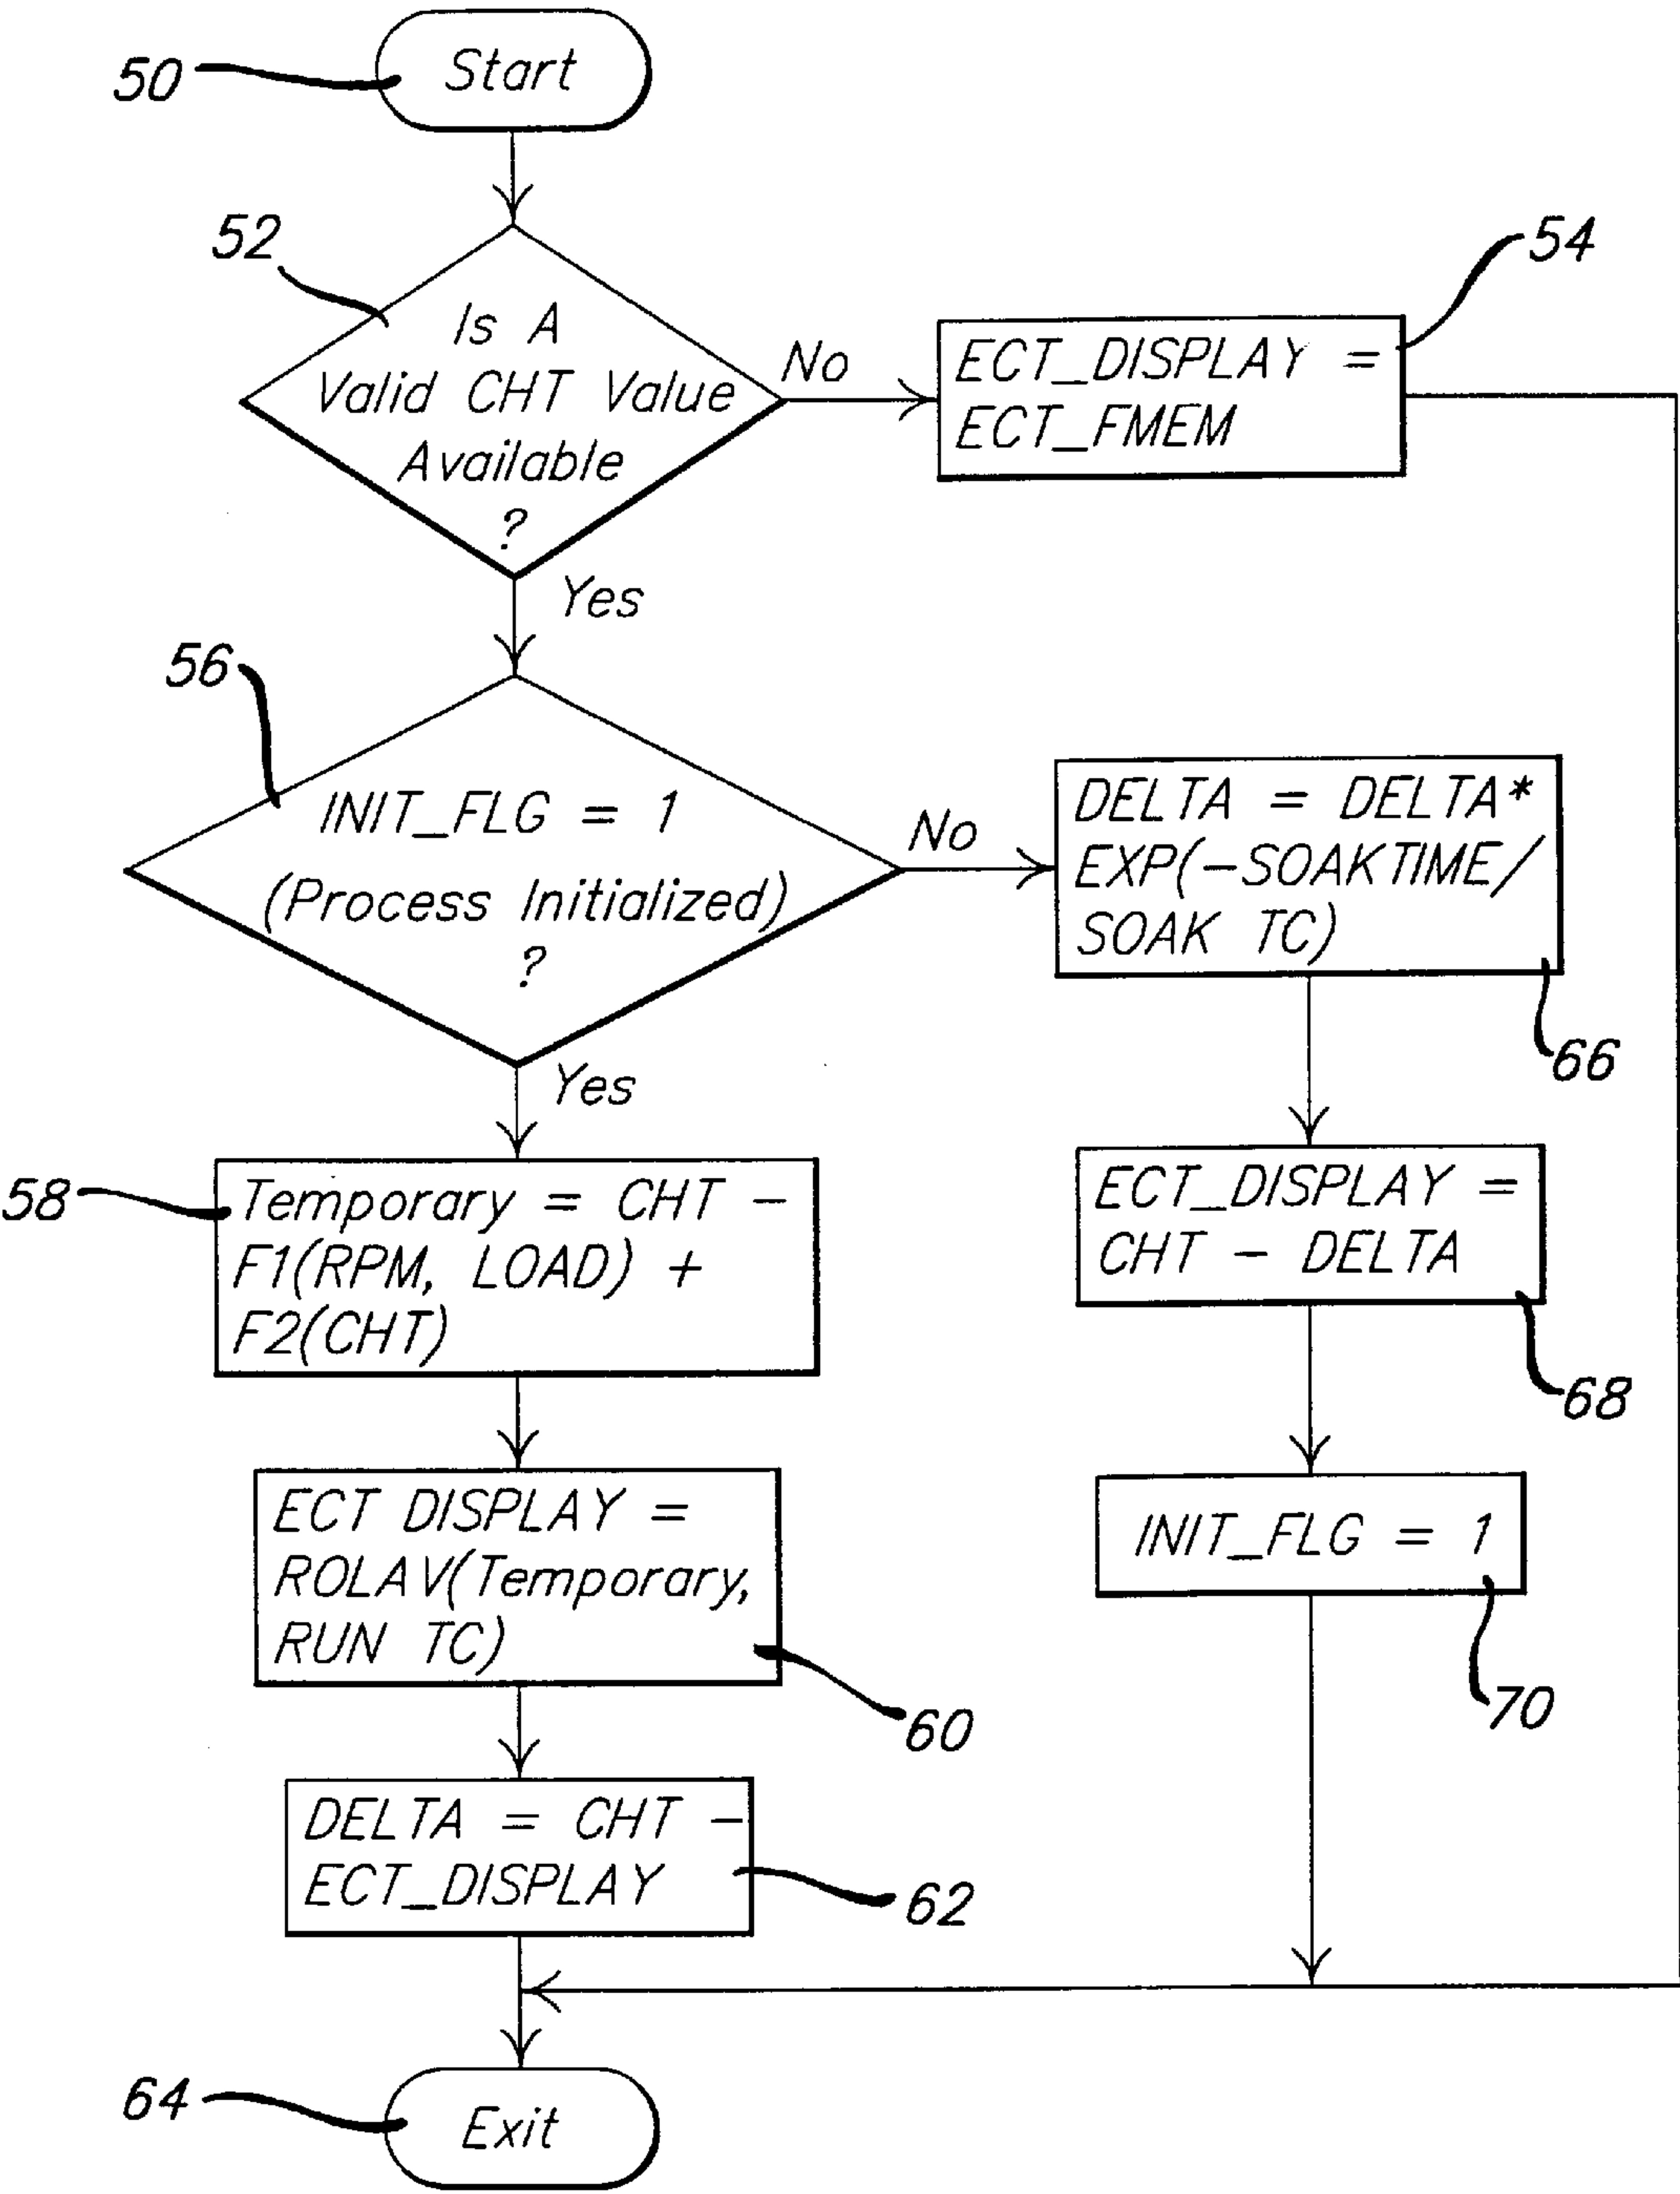 50
Start
52
Is A
Valid CHT Value
Available
?
No
54
ECT_DISPLAY =
ECT_FMEM
Yes
56
INIT_FLG = 1
(Process Initialized)
?
No
DELTA = DELTA*
EXP(-SOAKTIME/
SOAK TC)
66
Yes
58
Temporary = CHT -
F1(RPM, LOAD) +
F2(CHT)
ECT_DISPLAY =
CHT - DELTA
68
ECT DISPLAY =
ROLAV(Temporary,
RUN TC)
60
INIT_FLG = 1
70
DELTA = CHT -
ECT_DISPLAY
62
64
Exit